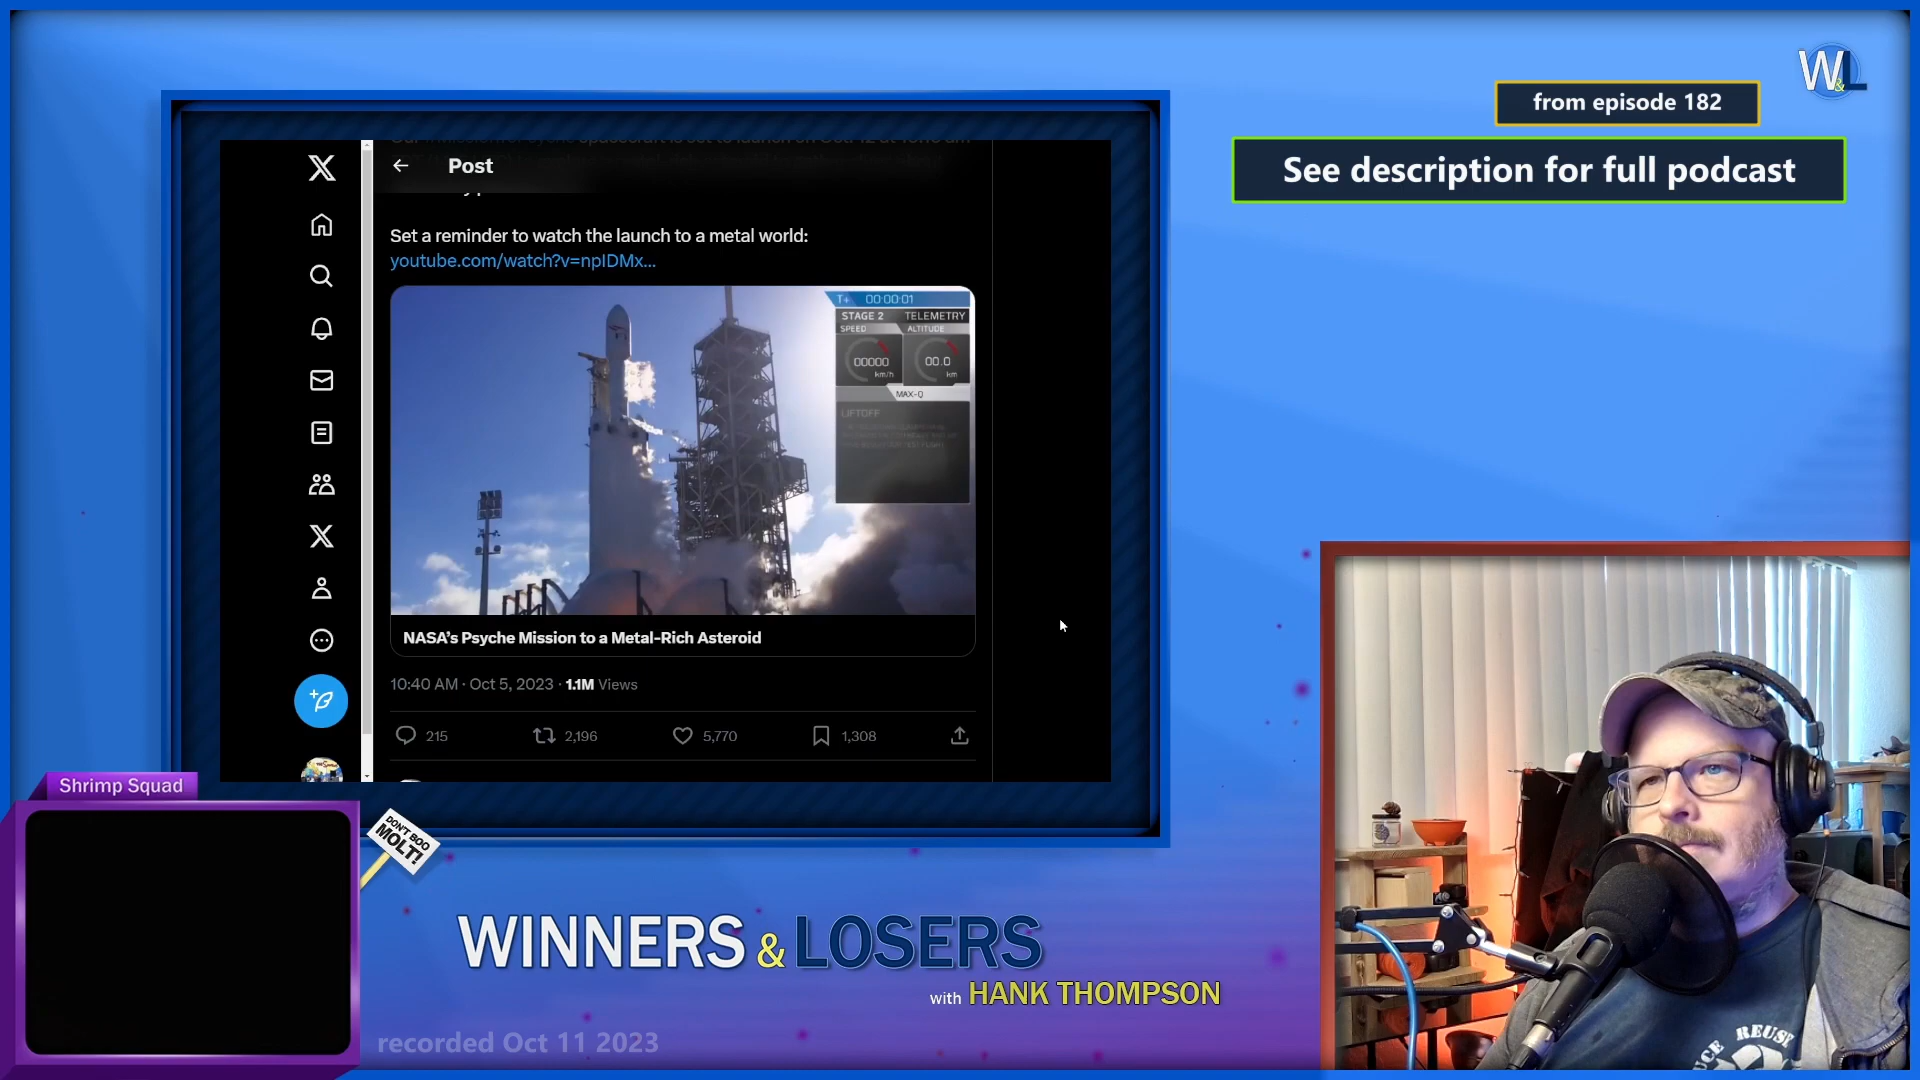 W&L
from episode 182
See description for full podcast
Post
Set a reminder to watch the launch to a metal world:
youtube.com/watch?v=npIDMx...
T+ 00:00:01
STAGE 2 TELEMETRY
SPEED ALTITUDE
00000 00.0
km/h km
MAX-Q
LIFTOFF
NASA's Psyche Mission to a Metal-Rich Asteroid
10:40 AM · Oct 5, 2023 · 1.1M Views
215 2,196 5,770 1,308
Shrimp Squad
DON'T BOO
MOLT!
WINNERS & LOSERS
with HANK THOMPSON
recorded Oct 11 2023
REUSE